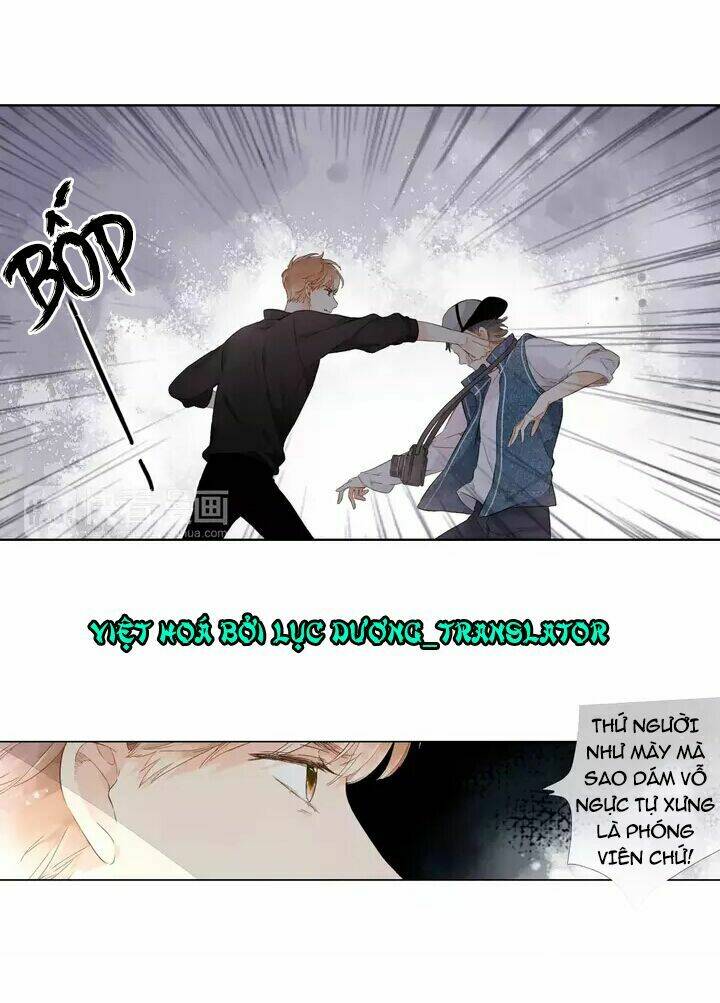 BỐP
VIỆT HOÁ BỞI LỤC DƯƠNG_TRANSLATOR
THỨ NGƯỜI
NHƯ MÀY MÀ
SAO DÁM VỖ
NGỰC TỰ XƯNG
LÀ PHÓNG
VIÊN CHỨ!